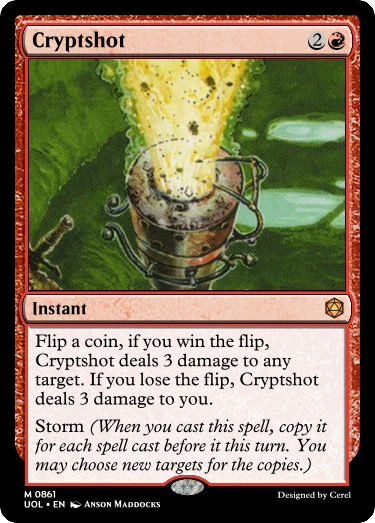 Cryptshot 2
Instant
Flip a coin, if you win the flip,
Cryptshot deals 3 damage to any
target. If you lose the flip, Cryptshot
deals 3 damage to you.
Storm (When you cast this spell, copy it
for each spell cast before it this turn. You
may choose new targets for the copies.)
M 0861
UOL • EN Anson Maddocks
Designed by Cerel